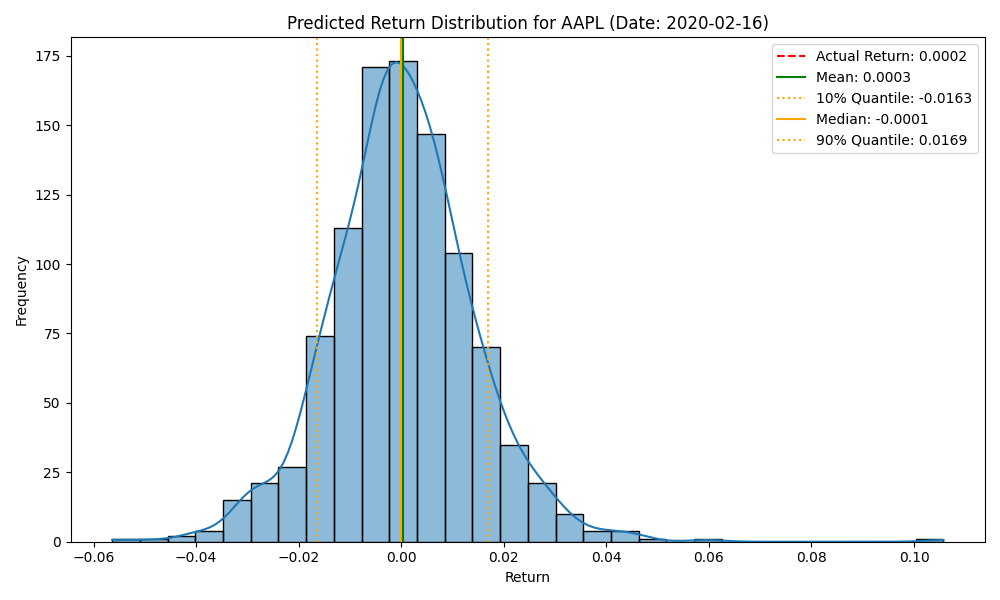 Predicted Return Distribution for AAPL (Date: 2020-02-16)
Actual Return: 0.0002
Mean: 0.0003
10% Quantile: -0.0163
Median: -0.0001
90% Quantile: 0.0169
Frequency
175
150
125
100
75
50
25
0
−0.06 −0.04 −0.02 0.00 0.02 0.04 0.06 0.08 0.10
Return